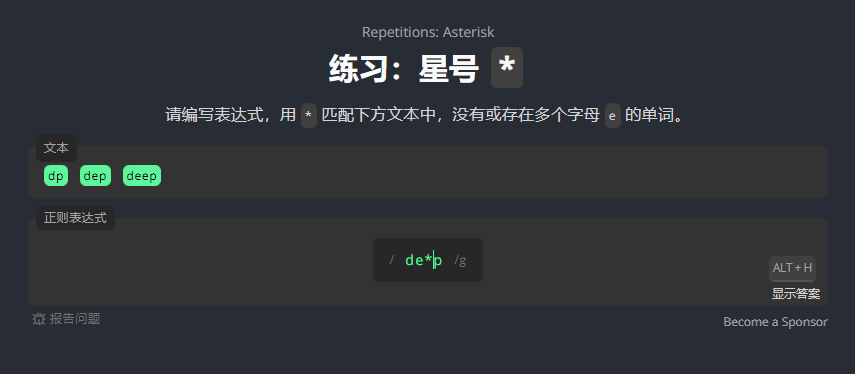 Repetitions: Asterisk
练习：星号 *
请编写表达式，用 * 匹配下方文本中，没有或存在多个字母 e 的单词。
文本
dp dep deep
正则表达式
/ de*p /g
ALT + H
显示答案
报告问题
Become a Sponsor